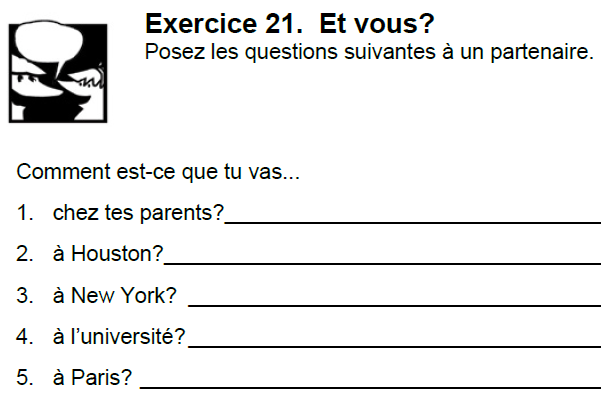 Exercice 21.  Et vous?
Posez les questions suivantes à un partenaire.
Comment est-ce que tu vas...
1. chez tes parents?
2. à Houston?
3. à New York?
4. à l'université?
5. à Paris?